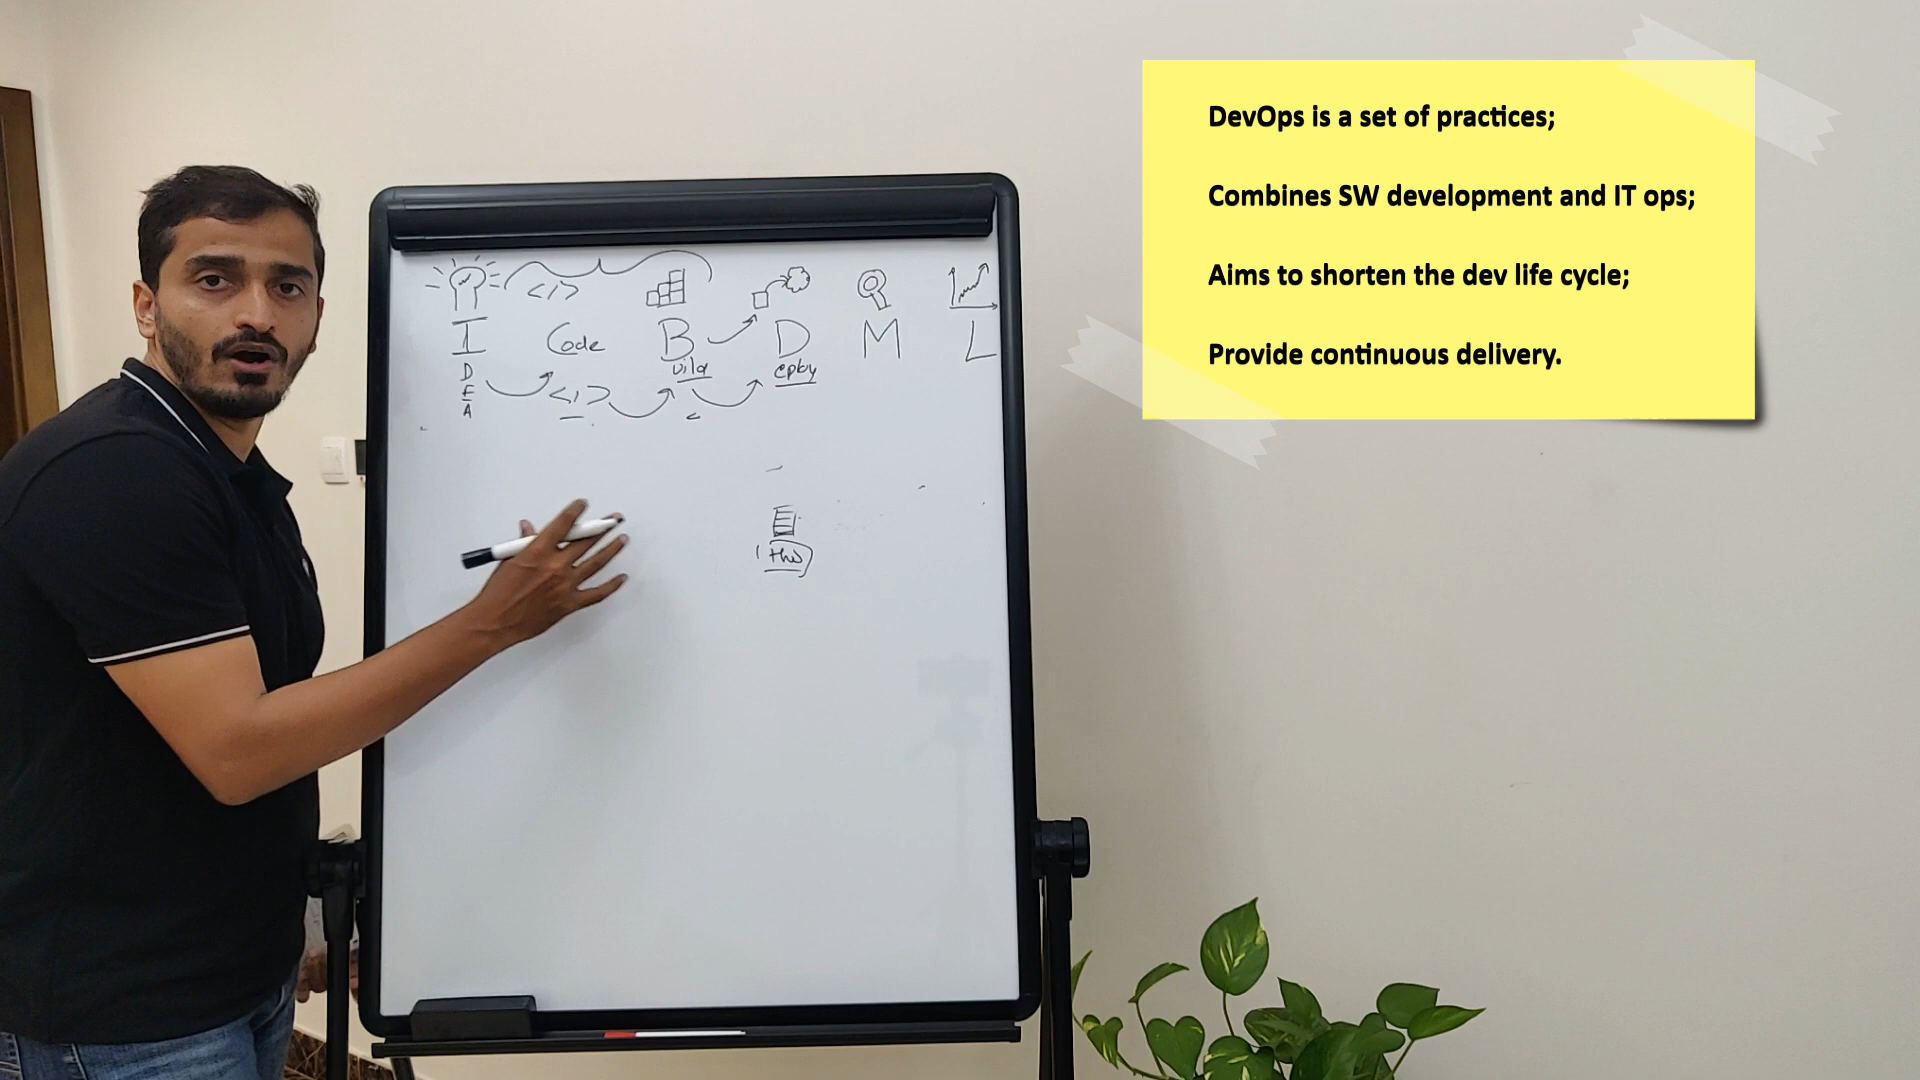 DevOps is a set of practices;
Combines SW development and IT ops;
Aims to shorten the dev life cycle;
Provide continuous delivery.
</>
I Code B D M L
D E A </> uild eploy